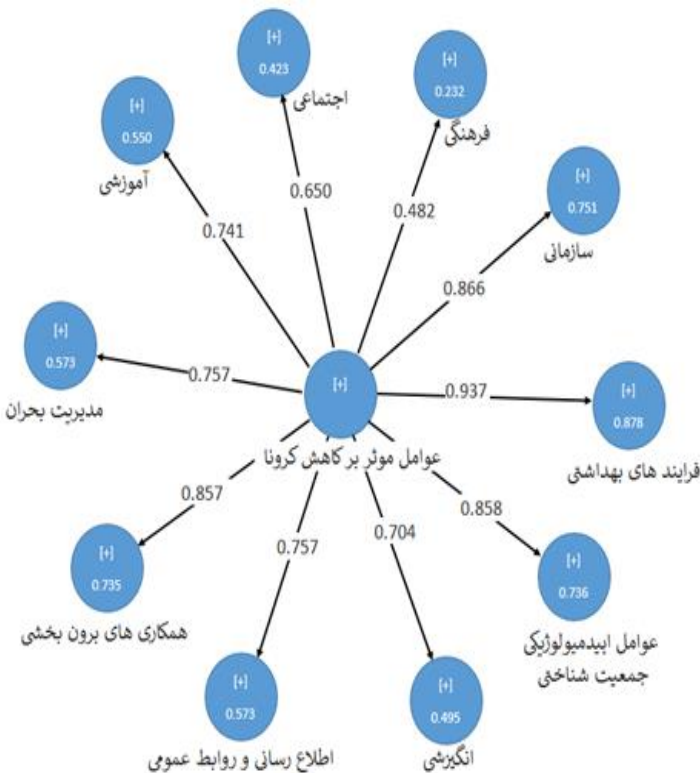 [+]
0.423
اجتماعی
[+]
0.232
فرهنگی
[+]
0.550
آموزشی
[+]
0.751
سازمانی
0.650
0.482
0.741
0.866
[+]
0.573
مدیریت بحران
0.757
[+]
عوامل موثر بر کاهش کرونا
0.937
[+]
0.878
فرایند های بهداشتی
0.857
0.757
0.704
0.858
[+]
0.735
همکاری های برون بخشی
[+]
0.736
عوامل اپیدمیولوژیکی
جمعیت شناختی
[+]
0.573
اطلاع رسانی و روابط عمومی
[+]
0.495
انگیزشی